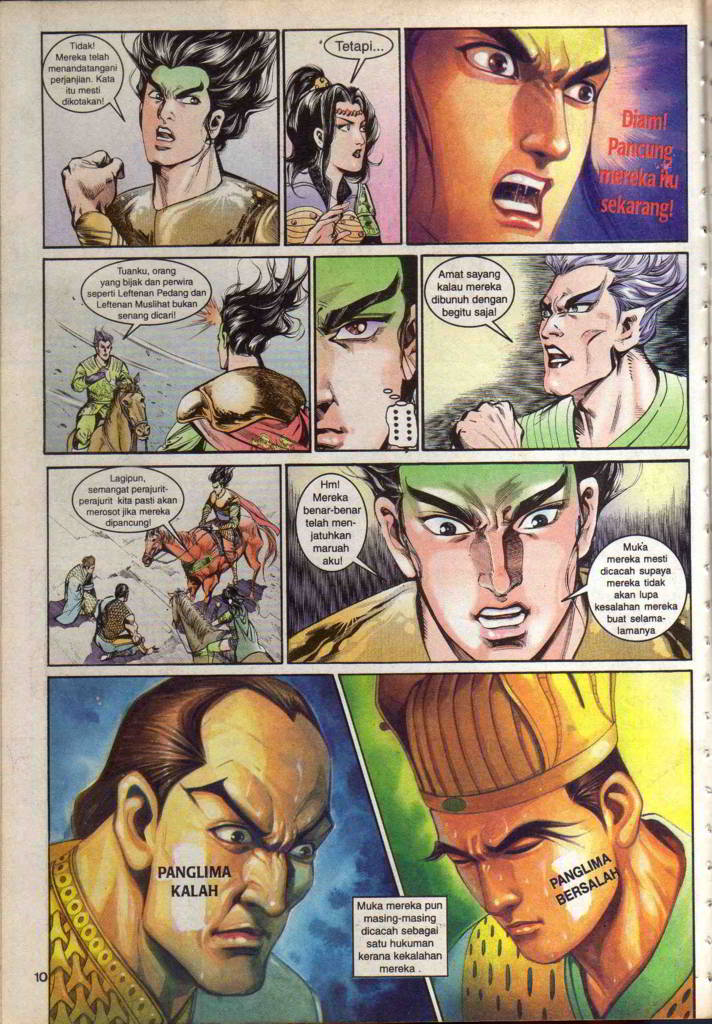 Tidak!
Mereka telah
menandatangani
perjanjian. Kata
itu mesti
dikotakan!
Tetapi...
Diam!
Pancung
mereka itu
sekarang!
Tuanku, orang
yang bijak dan perwira
seperti Leftenan Pedang dan
Leftenan Muslihat bukan
senang dicari!
Amat sayang
kalau mereka
dibunuh dengan
begitu saja!
Lagipun,
semangat perajurit-
perajurit kita pasti akan
merosot jika mereka
dipancung!
Hm!
Mereka
benar-benar
telah men-
jatuhkan
maruah
aku!
Muka
mereka mesti
dicacah supaya
mereka tidak
akan lupa
kesalahan mereka
buat selama-
lamanya
PANGLIMA
KALAH
PANGLIMA
BERSALAH
Muka mereka pun
masing-masing
dicacah sebagai
satu hukuman
kerana kekalahan
mereka .
10